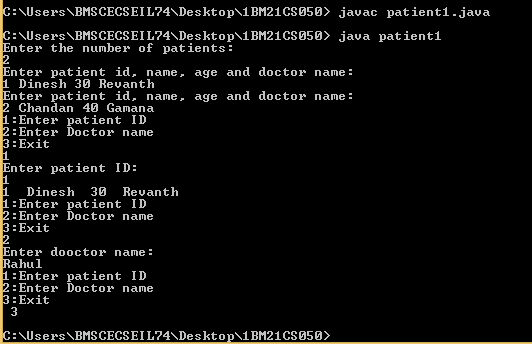 C:\Users\BMSCECSEIL74\Desktop\1BM21CS050> javac patient1.java
C:\Users\BMSCECSEIL74\Desktop\1BM21CS050> java patient1
Enter the number of patients:
2
Enter patient id, name, age and doctor name:
1 Dinesh 30 Revanth
Enter patient id, name, age and doctor name:
2 Chandan 40 Gamana
1:Enter patient ID
2:Enter Doctor name
3:Exit
1
Enter patient ID:
1
1  Dinesh  30  Revanth
1:Enter patient ID
2:Enter Doctor name
3:Exit
2
Enter dooctor name:
Rahul
1:Enter patient ID
2:Enter Doctor name
3:Exit
3
C:\Users\BMSCECSEIL74\Desktop\1BM21CS050>